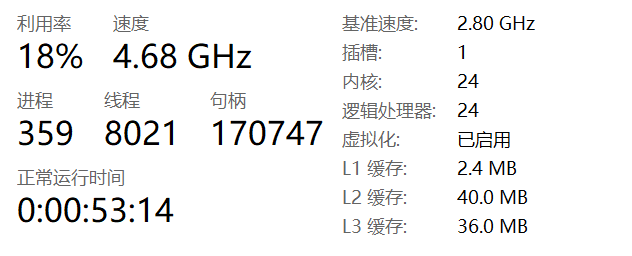 利用率 速度
18% 4.68 GHz
进程 线程 句柄
359 8021 170747
正常运行时间
0:00:53:14
基准速度: 2.80 GHz
插槽: 1
内核: 24
逻辑处理器: 24
虚拟化: 已启用
L1 缓存: 2.4 MB
L2 缓存: 40.0 MB
L3 缓存: 36.0 MB